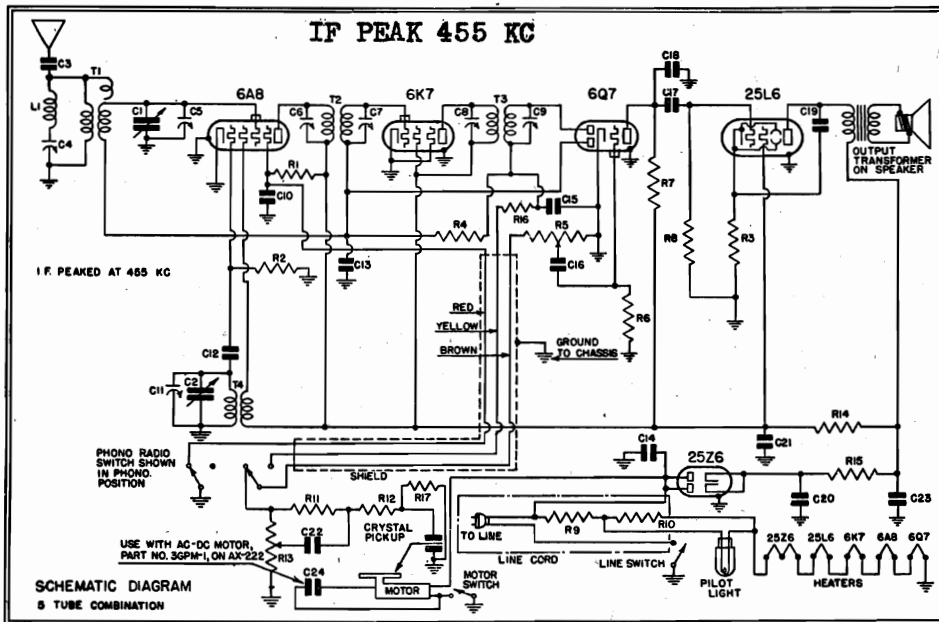 IF PEAK 455 KC
C3
T1
L1
C4
C1
C5
6A8
C6
T2
C7
6K7
C8
T3
C9
6Q7
C18
C17
25L6
C19
OUTPUT
TRANSFORMER
ON SPEAKER
R1
C10
R7
R16
C15
R4
R5
R8
R3
C16
C13
R2
R6
I F. PEAKED AT 455 KC
RED
YELLOW
BROWN
GROUND
TO CHASSIS
C12
C11
C2
T4
R14
C14
C21
25Z6
PHONO RADIO
SWITCH SHOWN
IN PHONO.
POSITION
SHIELD
R15
R11
R12
R17
C20
C23
CRYSTAL
PICKUP
TO LINE
R9
R10
C22
R13
USE WITH AC-DC MOTOR,
PART NO. 3GPM-1, ON AX-222
LINE CORD
LINE SWITCH
25Z6
25L6
6K7
6A8
6Q7
HEATERS
PILOT
LIGHT
C24
MOTOR
MOTOR
SWITCH
SCHEMATIC DIAGRAM
5 TUBE COMBINATION